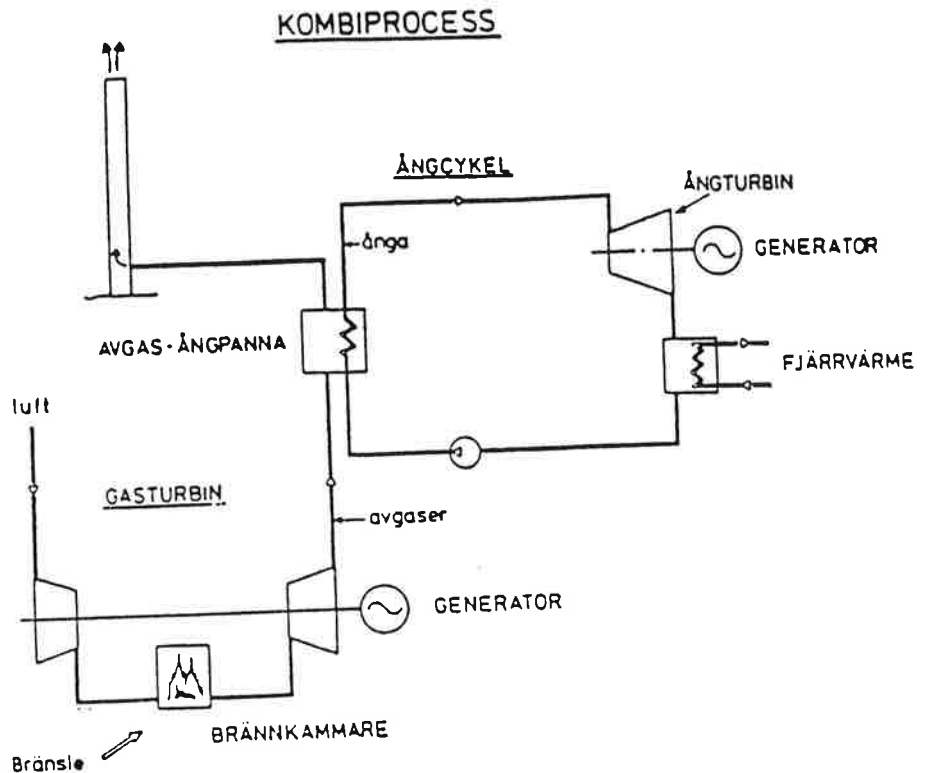 KOMBIPROCESS
ÅNGCYKEL
ÅNGTURBIN
ånga
GENERATOR
AVGAS-ÅNGPANNA
FJÄRRVÄRME
luft
GASTURBIN
avgaser
GENERATOR
BRÄNNKAMMARE
Bränsle